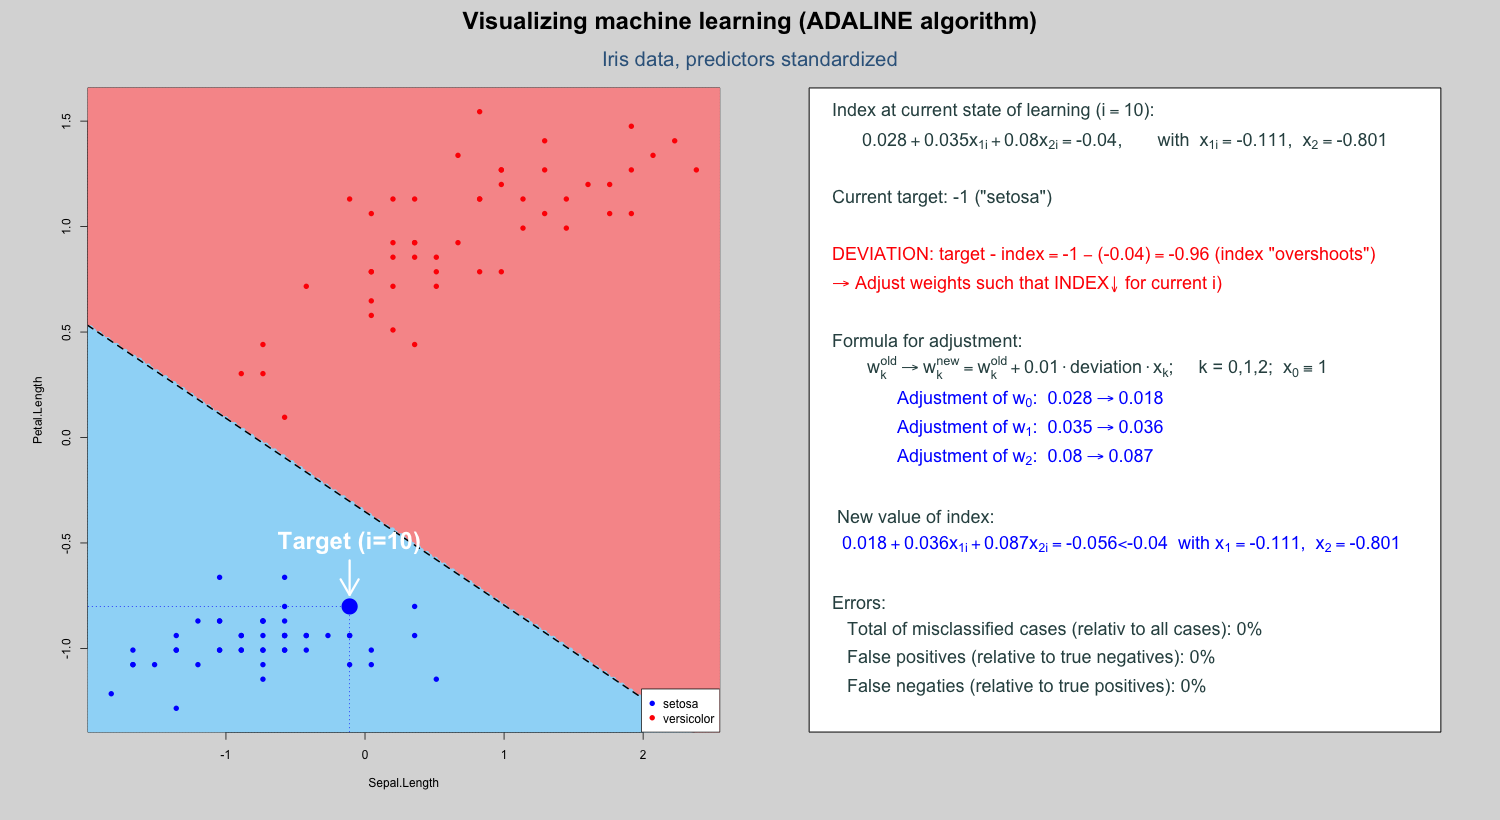 Visualizing machine learning (ADALINE algorithm)
Iris data, predictors standardized
1.5
1.0
0.5
0.0
-0.5
-1.0
Petal.Length
Target (i=10)
setosa
versicolor
-1 0 1 2
Sepal.Length
Index at current state of learning (i = 10):
0.028 + 0.035x₁ᵢ + 0.08x₂ᵢ = -0.04, with x₁ᵢ = -0.111, x₂ = -0.801
Current target: -1 ("setosa")
DEVIATION: target - index = -1 − (-0.04) = -0.96 (index "overshoots")
→ Adjust weights such that INDEX↓ for current i)
Formula for adjustment:
w_k^old → w_k^new = w_k^old + 0.01 · deviation · x_k; k = 0,1,2; x₀ ≡ 1
Adjustment of w₀: 0.028 → 0.018
Adjustment of w₁: 0.035 → 0.036
Adjustment of w₂: 0.08 → 0.087
New value of index:
0.018 + 0.036x₁ᵢ + 0.087x₂ᵢ = -0.056<-0.04 with x₁ = -0.111, x₂ = -0.801
Errors:
Total of misclassified cases (relativ to all cases): 0%
False positives (relative to true negatives): 0%
False negaties (relative to true positives): 0%